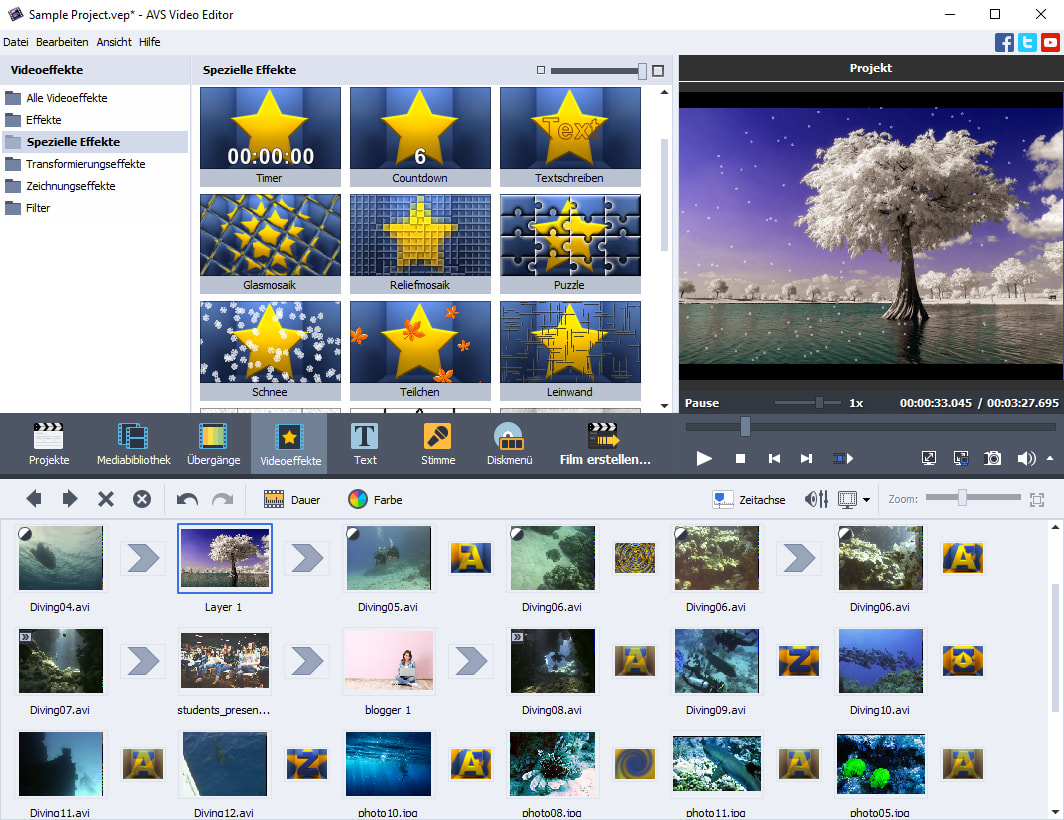 Sample Project.vep* - AVS Video Editor
Datei Bearbeiten Ansicht Hilfe
Videoeffekte
Alle Videoeffekte
Effekte
Spezielle Effekte
Transformierungseffekte
Zeichnungseffekte
Filter
Spezielle Effekte
00:00:00 6 Text
Timer Countdown Textschreiben
Glasmosaik Reliefmosaik Puzzle
Schnee Teilchen Leinwand
Projekt
Pause 1x 00:00:33.045 / 00:03:27.695
Projekte Mediabibliothek Übergänge Videoeffekte Text Stimme Diskmenü Film erstellen...
Dauer Farbe Zeitachse Zoom:
Diving04.avi Layer 1 Diving05.avi Diving06.avi Diving06.avi Diving06.avi
Diving07.avi students_presen... blogger 1 Diving08.avi Diving09.avi Diving10.avi
Diving11.avi Diving12.avi photo10.jpg photo08.jpg photo11.jpg photo05.jpg